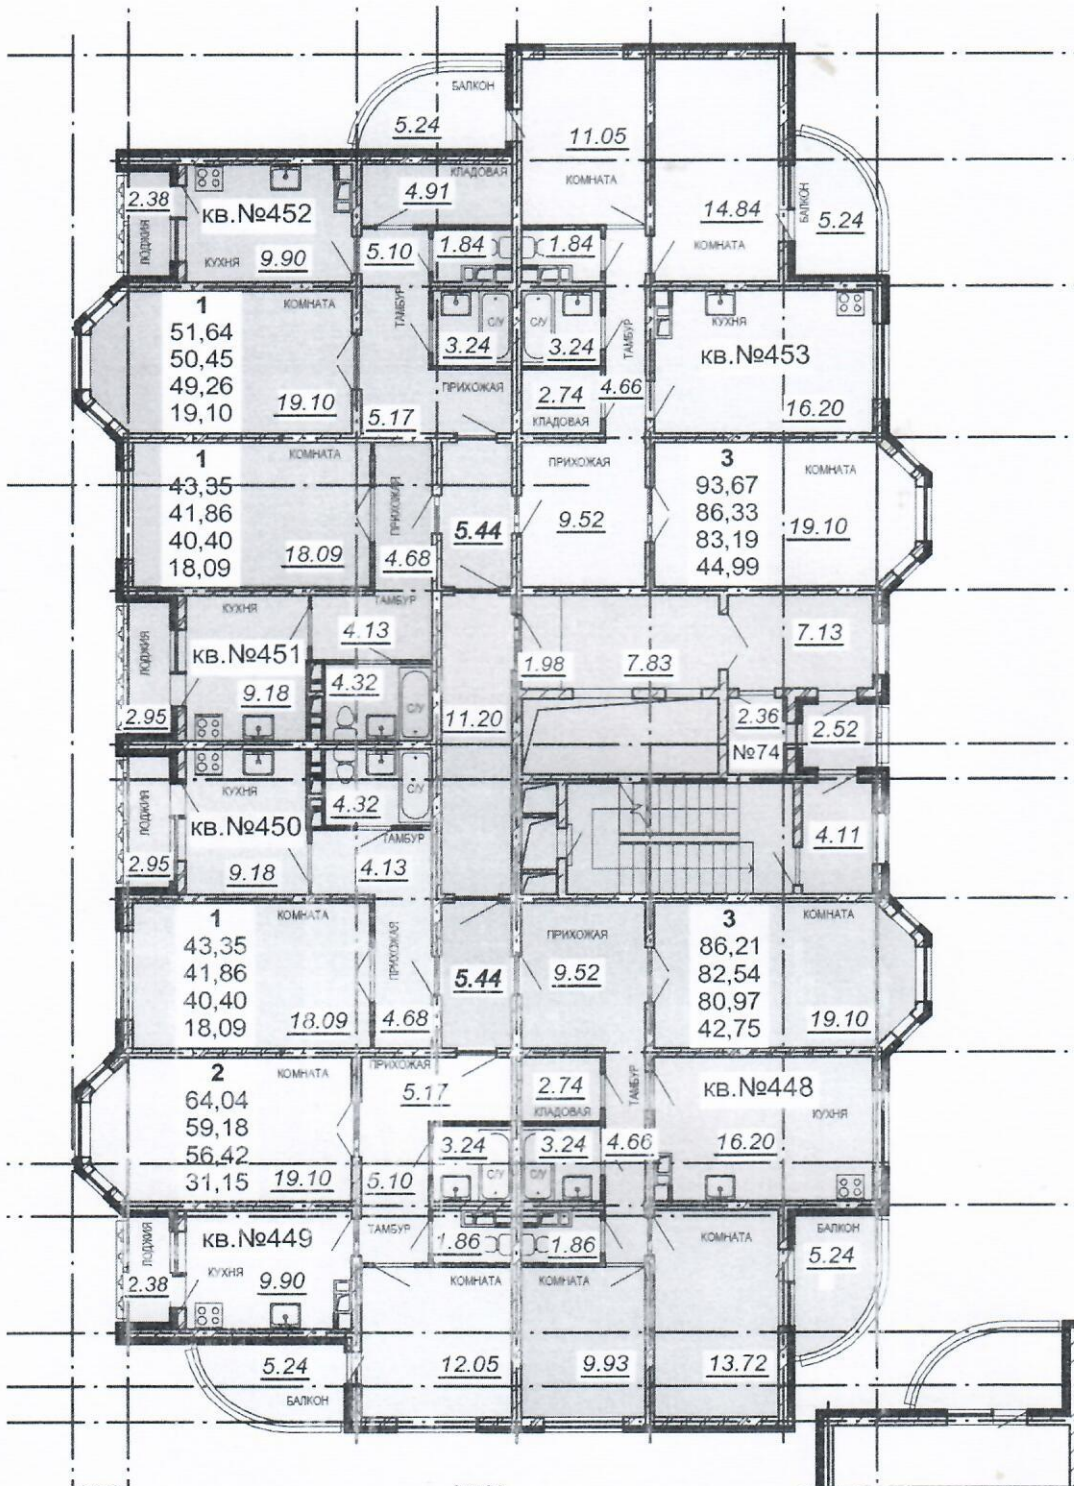 БАЛКОН
5.24
11.05
КОМНАТА
КЛАДОВАЯ
4.91
2.38
кв.№452
ЛОДЖИЯ
КУХНЯ
9.90
5.10
1.84
1.84
14.84
КОМНАТА
БАЛКОН
5.24
1
КОМНАТА
51,64
50,45
49,26
19,10
19.10
ТАМБУР
С/У
3.24
С/У
3.24
ТАМБУР
КУХНЯ
кв.№453
16.20
ПРИХОЖАЯ
5.17
2.74
КЛАДОВАЯ
4.66
1
КОМНАТА
43,35
41,86
40,40
18,09
18.09
ПРИХОЖАЯ
4.68
5.44
ПРИХОЖАЯ
9.52
3
КОМНАТА
93,67
86,33
83,19
44,99
19.10
ЛОДЖИЯ
2.95
КУХНЯ
кв.№451
9.18
ТАМБУР
4.13
4.32
С/У
11.20
1.98
7.83
7.13
2.36
№74
2.52
4.11
ЛОДЖИЯ
2.95
КУХНЯ
кв.№450
9.18
С/У
4.32
ТАМБУР
4.13
1
КОМНАТА
43,35
41,86
40,40
18,09
18.09
ПРИХОЖАЯ
4.68
5.44
ПРИХОЖАЯ
9.52
3
КОМНАТА
86,21
82,54
80,97
42,75
19.10
2
КОМНАТА
64,04
59,18
56,42
31,15
19.10
ПРИХОЖАЯ
5.17
2.74
КЛАДОВАЯ
ТАМБУР
4.66
кв.№448
КУХНЯ
16.20
3.24
С/У
3.24
С/У
5.10
ТАМБУР
1.86
1.86
ЛОДЖИЯ
2.38
кв.№449
КУХНЯ
9.90
КОМНАТА
12.05
КОМНАТА
9.93
КОМНАТА
13.72
БАЛКОН
5.24
5.24
БАЛКОН